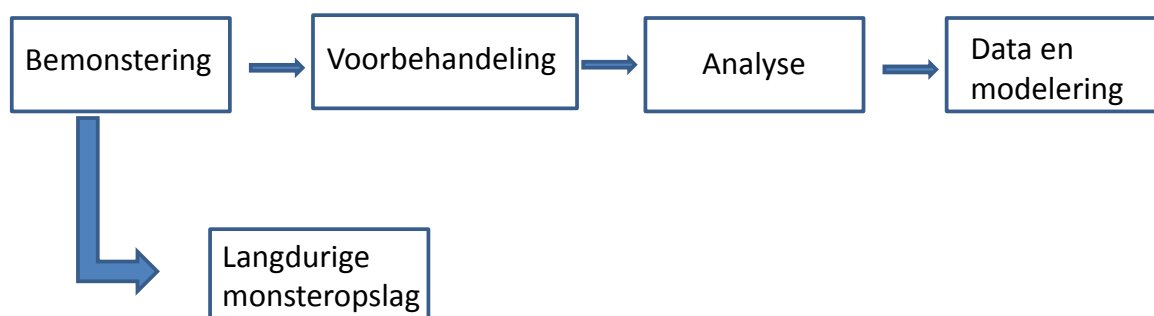 Bemonstering
Voorbehandeling
Analyse
Data en
modelering
Langdurige
monsteropslag